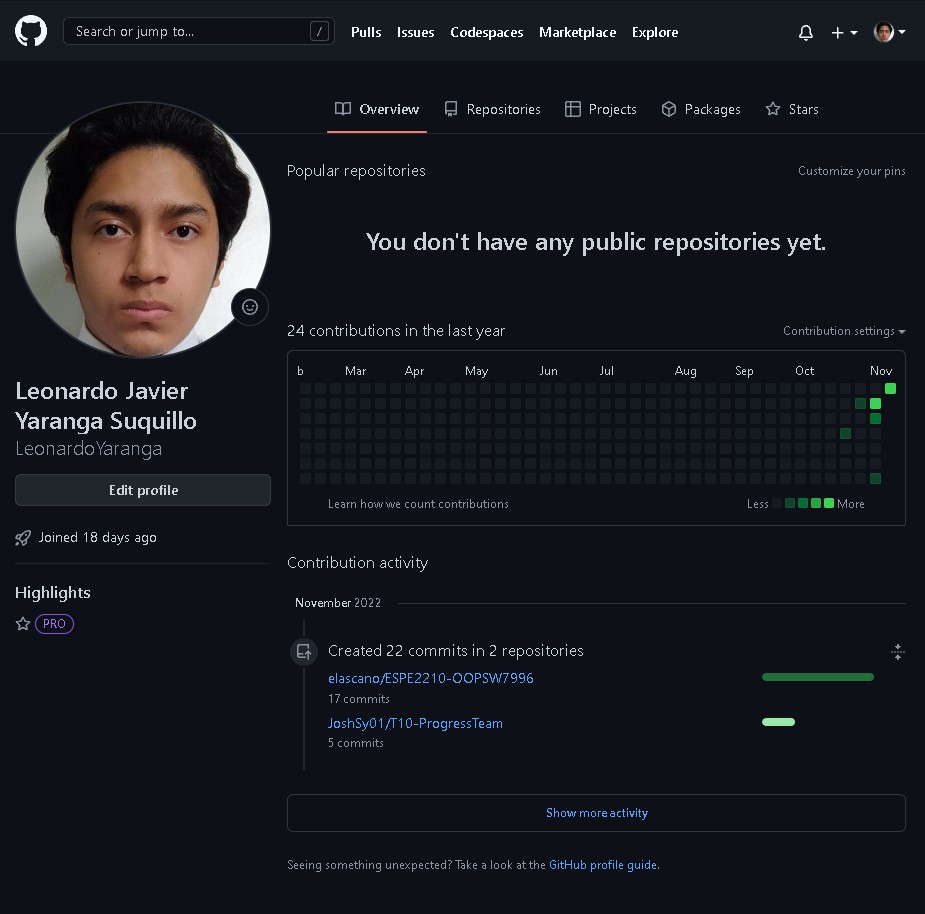 Search or jump to...
/
Pulls
Issues
Codespaces
Marketplace
Explore
Overview
Repositories
Projects
Packages
Stars
Leonardo Javier
Yaranga Suquillo
LeonardoYaranga
Edit profile
Joined 18 days ago
Highlights
PRO
Popular repositories
Customize your pins
You don't have any public repositories yet.
24 contributions in the last year
Contribution settings
b Mar Apr May Jun Jul Aug Sep Oct Nov
Learn how we count contributions
Less More
Contribution activity
November 2022
Created 22 commits in 2 repositories
elascano/ESPE2210-OOPSW7996
17 commits
JoshSy01/T10-ProgressTeam
5 commits
Show more activity
Seeing something unexpected? Take a look at the GitHub profile guide.